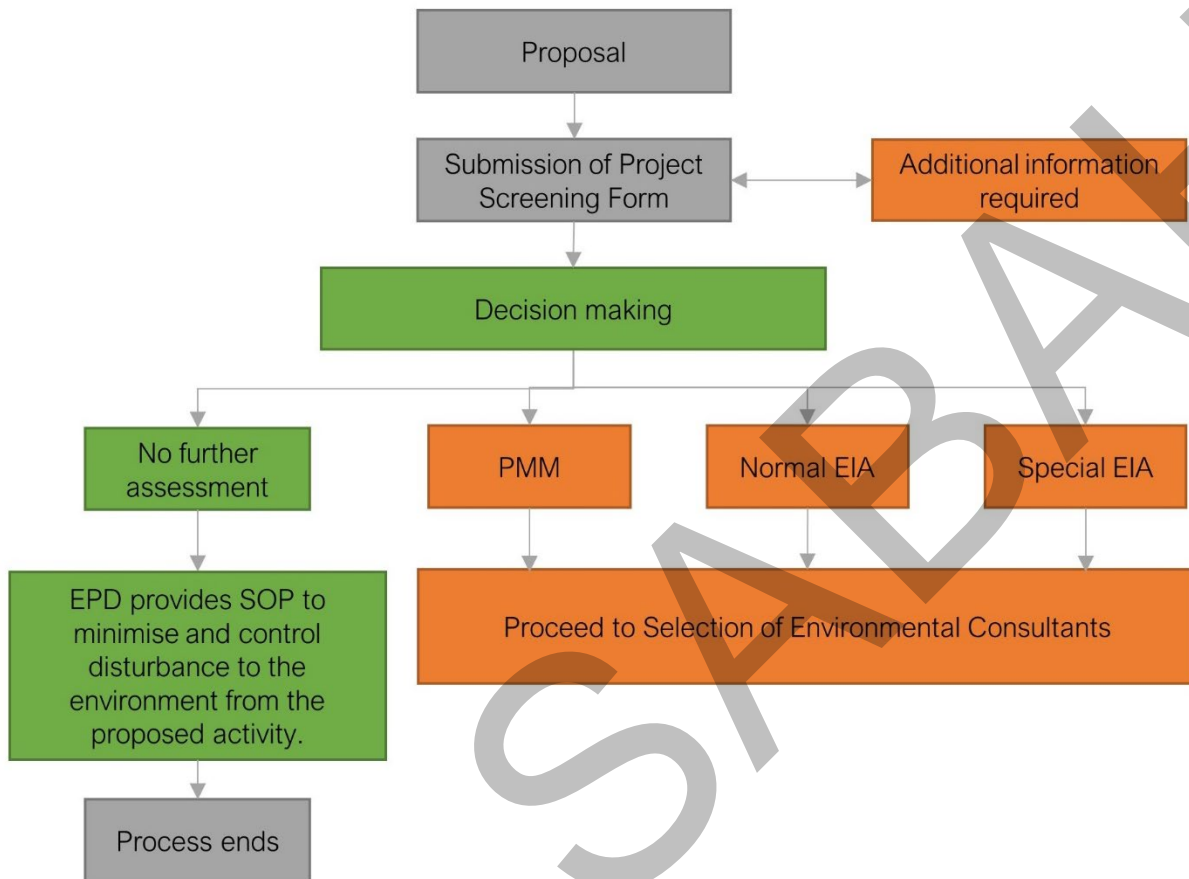 Proposal
Submission of Project
Screening Form
Additional information
required
Decision making
No further
assessment
PMM
Normal EIA
Special EIA
EPD provides SOP to
minimise and control
disturbance to the
environment from the
proposed activity.
Proceed to Selection of Environmental Consultants
Process ends
SABAH